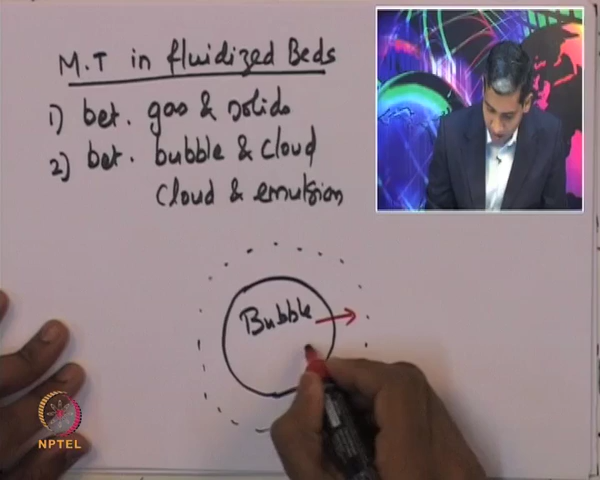 M.T in fluidized Beds
1) bet. gas & solids
2) bet. bubble & cloud
cloud & emulsion
Bubble
NPTEL